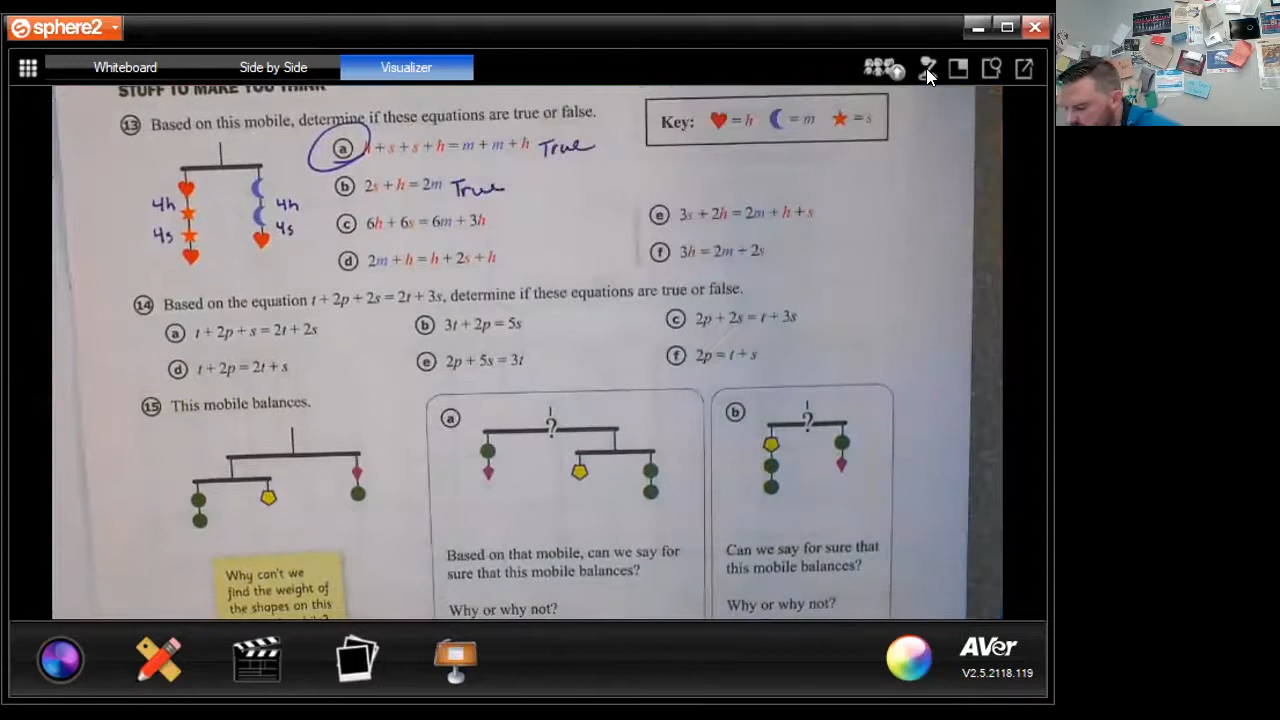 sphere2
Whiteboard
Side by Side
Visualizer
STUFF TO MAKE YOU THINK
13 Based on this mobile, determine if these equations are true or false.
Key: = h = m = s
a h + s + s + h = m + m + h True
b 2s + h = 2m True
c 6h + 6s = 6m + 3h
d 2m + h = h + 2s + h
e 3s + 2h = 2m + h + s
f 3h = 2m + 2s
4h 4h
4s 4s
14 Based on the equation t + 2p + 2s = 2t + 3s, determine if these equations are true or false.
a t + 2p + s = 2t + 2s
b 3t + 2p = 5s
c 2p + 2s = t + 3s
d t + 2p = 2t + s
e 2p + 5s = 3t
f 2p = t + s
15 This mobile balances.
a
?
b
?
Why can't we
find the weight of
the shapes on this
Based on that mobile, can we say for
sure that this mobile balances?
Why or why not?
Can we say for sure that
this mobile balances?
Why or why not?
AVer
V2.5.2118.119